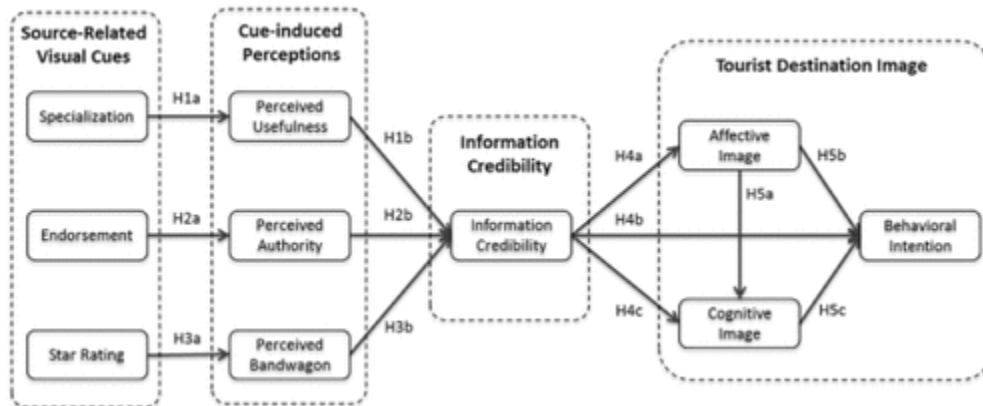 Source-Related
Visual Cues
Cue-induced
Perceptions
Tourist Destination Image
Specialization
H1a
Perceived
Usefulness
H1b
Information
Credibility
Affective
Image
H4a
H5b
H5a
Endorsement
H2a
Perceived
Authority
H2b
Information
Credibility
H4b
Behavioral
Intention
Star Rating
H3a
Perceived
Bandwagon
H3b
H4c
Cognitive
Image
H5c